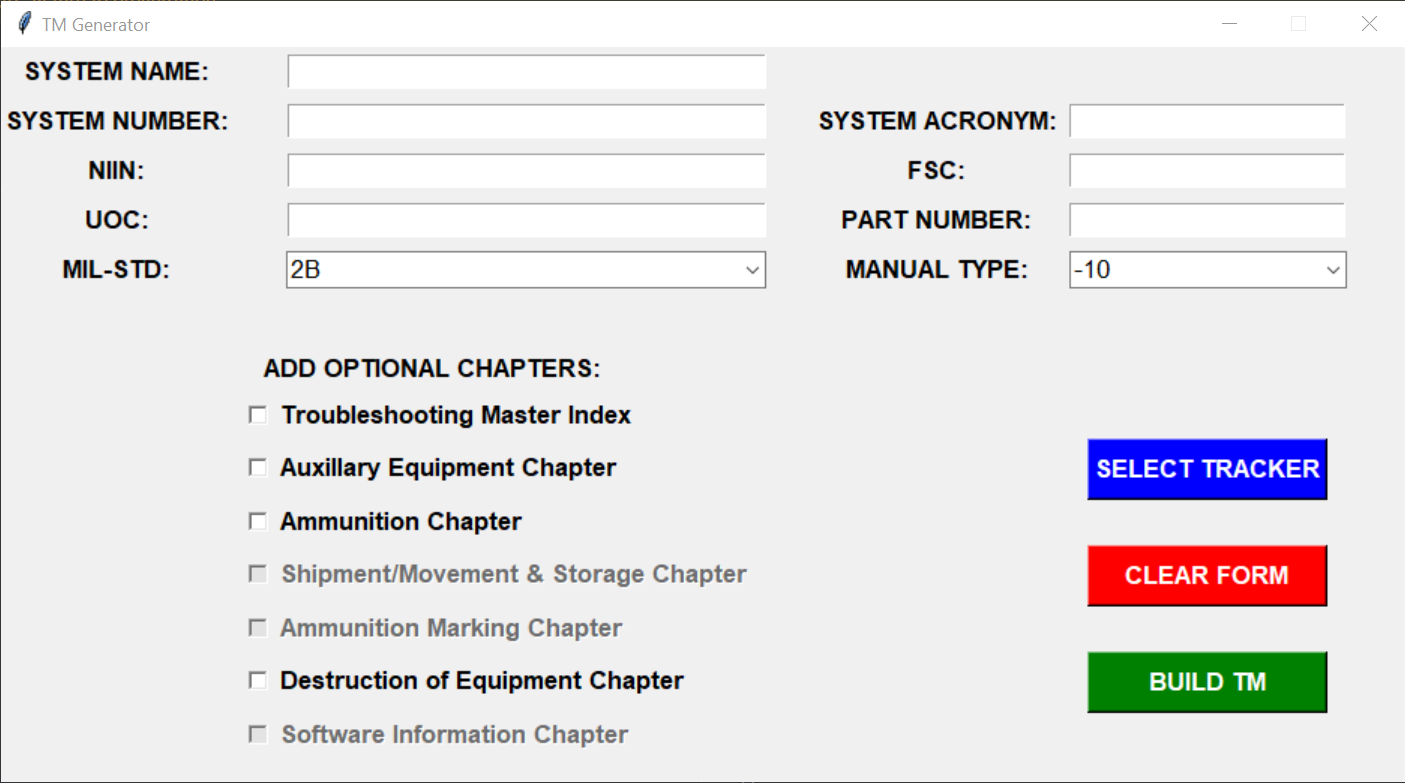 TM Generator
SYSTEM NAME:
SYSTEM NUMBER:
SYSTEM ACRONYM:
NIIN:
FSC:
UOC:
PART NUMBER:
MIL-STD:
2B
MANUAL TYPE:
-10
ADD OPTIONAL CHAPTERS:
Troubleshooting Master Index
Auxillary Equipment Chapter
Ammunition Chapter
Shipment/Movement & Storage Chapter
Ammunition Marking Chapter
Destruction of Equipment Chapter
Software Information Chapter
SELECT TRACKER
CLEAR FORM
BUILD TM